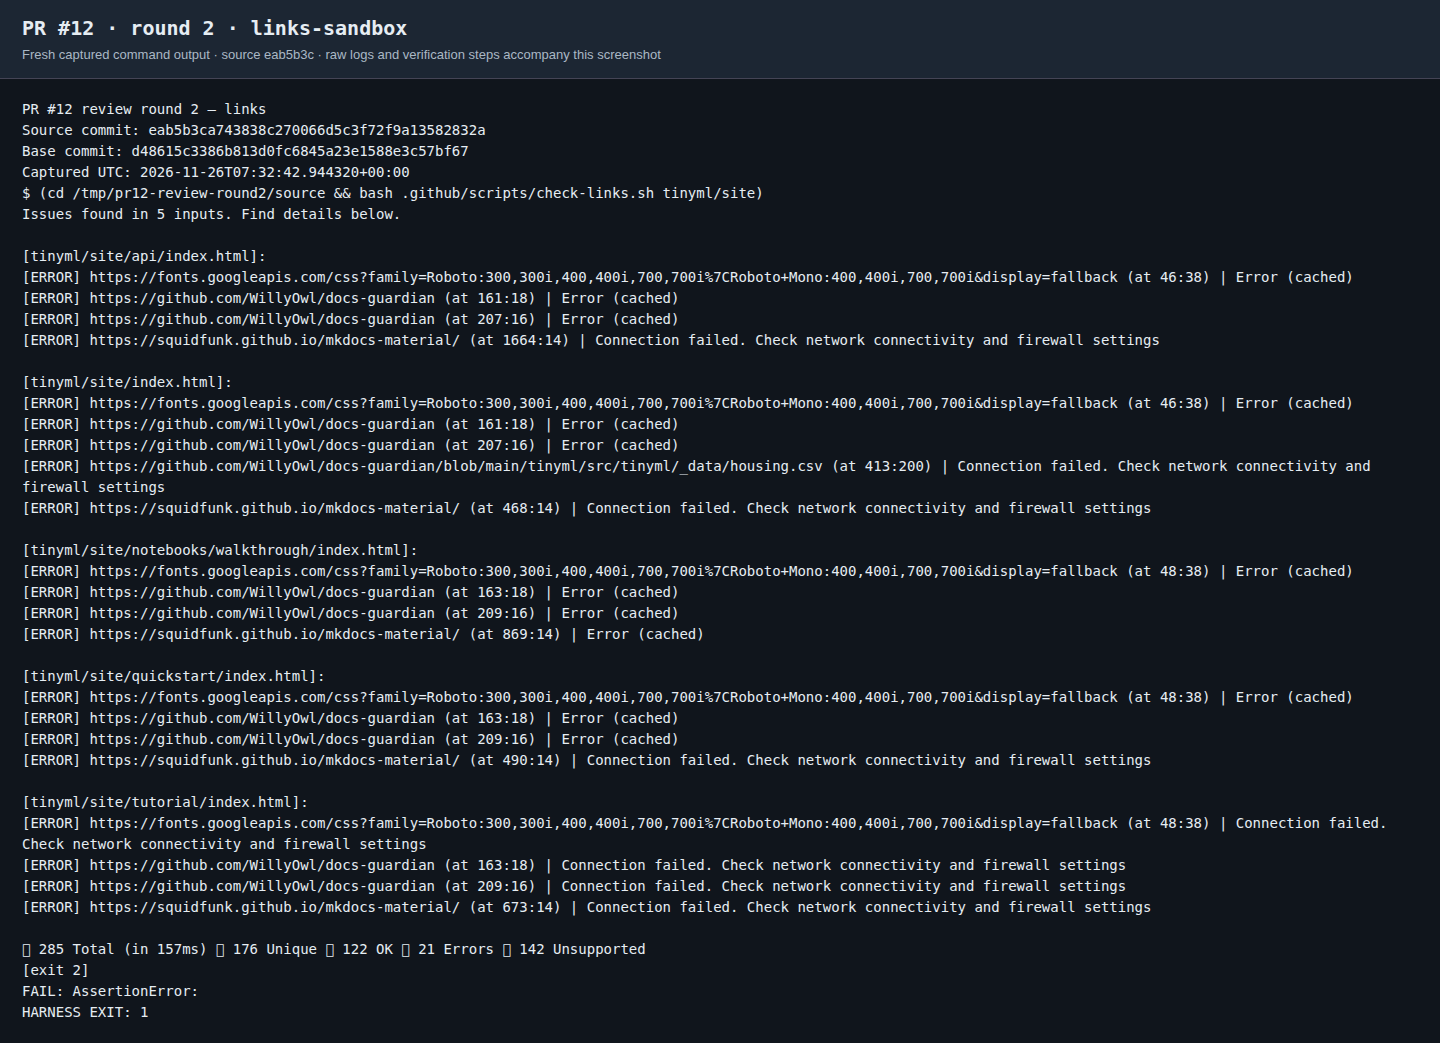 PR #12 · round 2 · links-sandbox
Fresh captured command output · source eab5b3c · raw logs and verification steps accompany this screenshot
PR #12 review round 2 — links
Source commit: eab5b3ca743838c270066d5c3f72f9a13582832a
Base commit: d48615c3386b813d0fc6845a23e1588e3c57bf67
Captured UTC: 2026-11-26T07:32:42.944320+00:00
$ (cd /tmp/pr12-review-round2/source && bash .github/scripts/check-links.sh tinyml/site)
Issues found in 5 inputs. Find details below.

[tinyml/site/api/index.html]:
[ERROR] https://fonts.googleapis.com/css?family=Roboto:300,300i,400,400i,700,700i%7CRoboto+Mono:400,400i,700,700i&display=fallback (at 46:38) | Error (cached)
[ERROR] https://github.com/WillyOwl/docs-guardian (at 161:18) | Error (cached)
[ERROR] https://github.com/WillyOwl/docs-guardian (at 207:16) | Error (cached)
[ERROR] https://squidfunk.github.io/mkdocs-material/ (at 1664:14) | Connection failed. Check network connectivity and firewall settings

[tinyml/site/index.html]:
[ERROR] https://fonts.googleapis.com/css?family=Roboto:300,300i,400,400i,700,700i%7CRoboto+Mono:400,400i,700,700i&display=fallback (at 46:38) | Error (cached)
[ERROR] https://github.com/WillyOwl/docs-guardian (at 161:18) | Error (cached)
[ERROR] https://github.com/WillyOwl/docs-guardian (at 207:16) | Error (cached)
[ERROR] https://github.com/WillyOwl/docs-guardian/blob/main/tinyml/src/tinyml/_data/housing.csv (at 413:200) | Connection failed. Check network connectivity and
firewall settings
[ERROR] https://squidfunk.github.io/mkdocs-material/ (at 468:14) | Connection failed. Check network connectivity and firewall settings

[tinyml/site/notebooks/walkthrough/index.html]:
[ERROR] https://fonts.googleapis.com/css?family=Roboto:300,300i,400,400i,700,700i%7CRoboto+Mono:400,400i,700,700i&display=fallback (at 48:38) | Error (cached)
[ERROR] https://github.com/WillyOwl/docs-guardian (at 163:18) | Error (cached)
[ERROR] https://github.com/WillyOwl/docs-guardian (at 209:16) | Error (cached)
[ERROR] https://squidfunk.github.io/mkdocs-material/ (at 869:14) | Error (cached)

[tinyml/site/quickstart/index.html]:
[ERROR] https://fonts.googleapis.com/css?family=Roboto:300,300i,400,400i,700,700i%7CRoboto+Mono:400,400i,700,700i&display=fallback (at 48:38) | Error (cached)
[ERROR] https://github.com/WillyOwl/docs-guardian (at 163:18) | Error (cached)
[ERROR] https://github.com/WillyOwl/docs-guardian (at 209:16) | Error (cached)
[ERROR] https://squidfunk.github.io/mkdocs-material/ (at 490:14) | Connection failed. Check network connectivity and firewall settings

[tinyml/site/tutorial/index.html]:
[ERROR] https://fonts.googleapis.com/css?family=Roboto:300,300i,400,400i,700,700i%7CRoboto+Mono:400,400i,700,700i&display=fallback (at 48:38) | Connection failed.
Check network connectivity and firewall settings
[ERROR] https://github.com/WillyOwl/docs-guardian (at 163:18) | Connection failed. Check network connectivity and firewall settings
[ERROR] https://github.com/WillyOwl/docs-guardian (at 209:16) | Connection failed. Check network connectivity and firewall settings
[ERROR] https://squidfunk.github.io/mkdocs-material/ (at 673:14) | Connection failed. Check network connectivity and firewall settings

285 Total (in 157ms) 176 Unique 122 OK 21 Errors 142 Unsupported
[exit 2]
FAIL: AssertionError:
HARNESS EXIT: 1